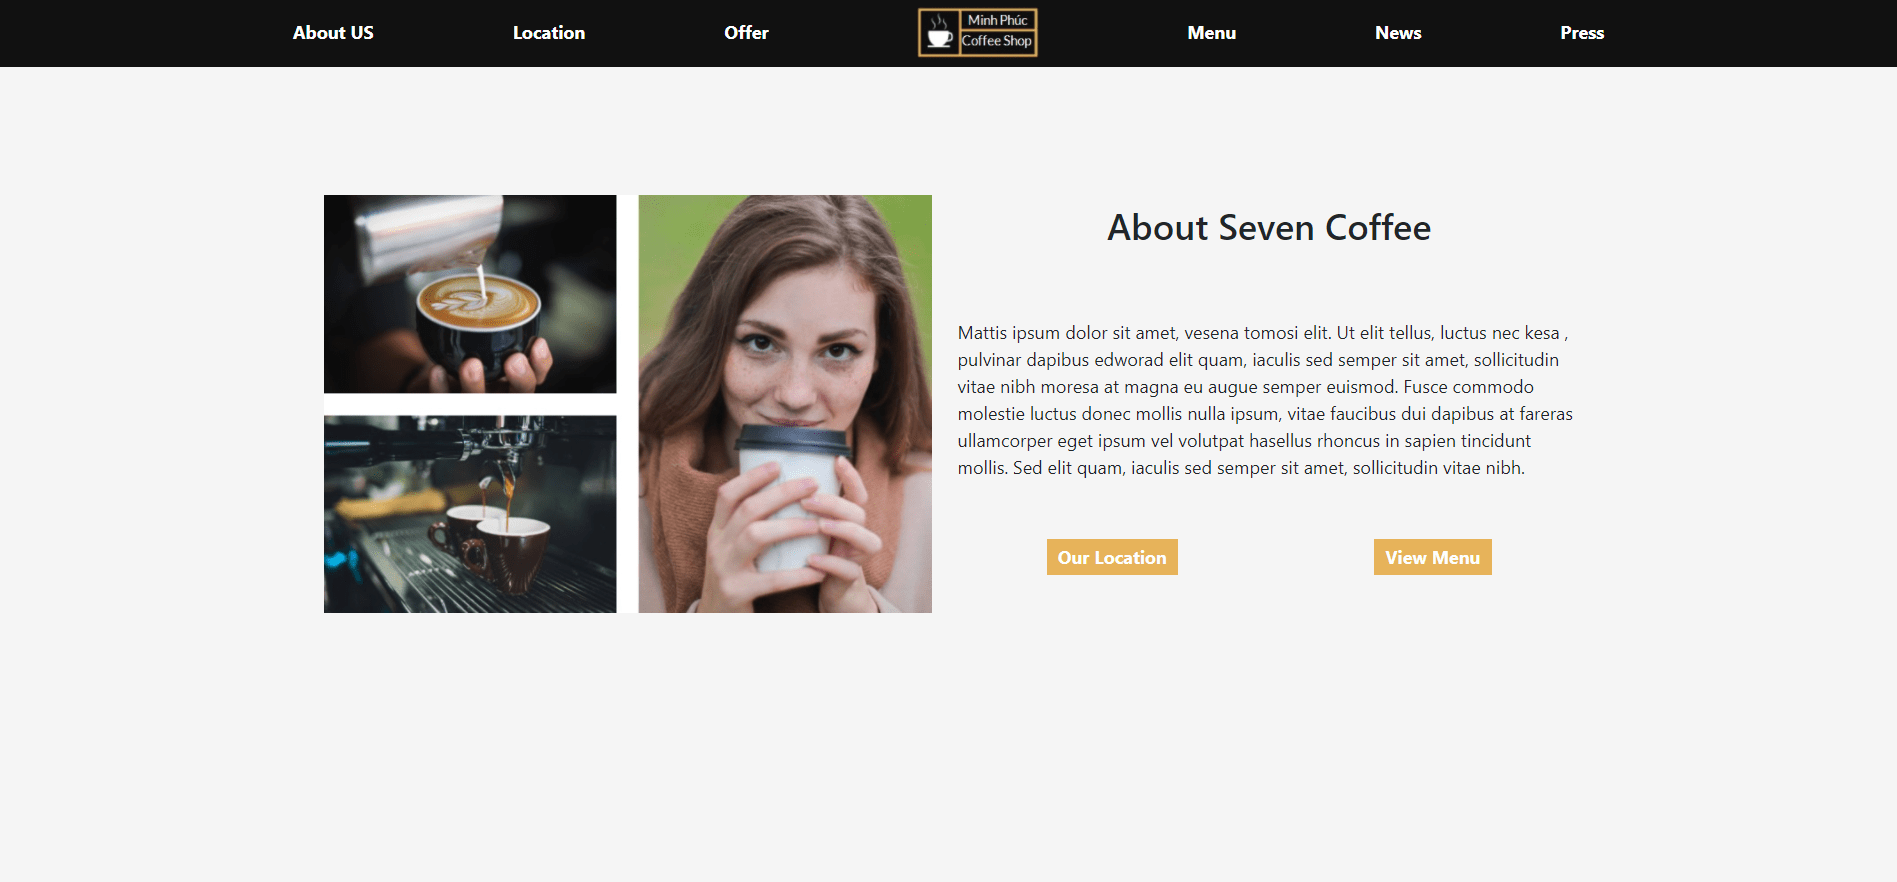 About US
Location
Offer
Minh Phúc
Coffee Shop
Menu
News
Press
About Seven Coffee
Mattis ipsum dolor sit amet, vesena tomosi elit. Ut elit tellus, luctus nec kesa ,
pulvinar dapibus edworad elit quam, iaculis sed semper sit amet, sollicitudin
vitae nibh moresa at magna eu augue semper euismod. Fusce commodo
molestie luctus donec mollis nulla ipsum, vitae faucibus dui dapibus at fareras
ullamcorper eget ipsum vel volutpat hasellus rhoncus in sapien tincidunt
mollis. Sed elit quam, iaculis sed semper sit amet, sollicitudin vitae nibh.
Our Location
View Menu